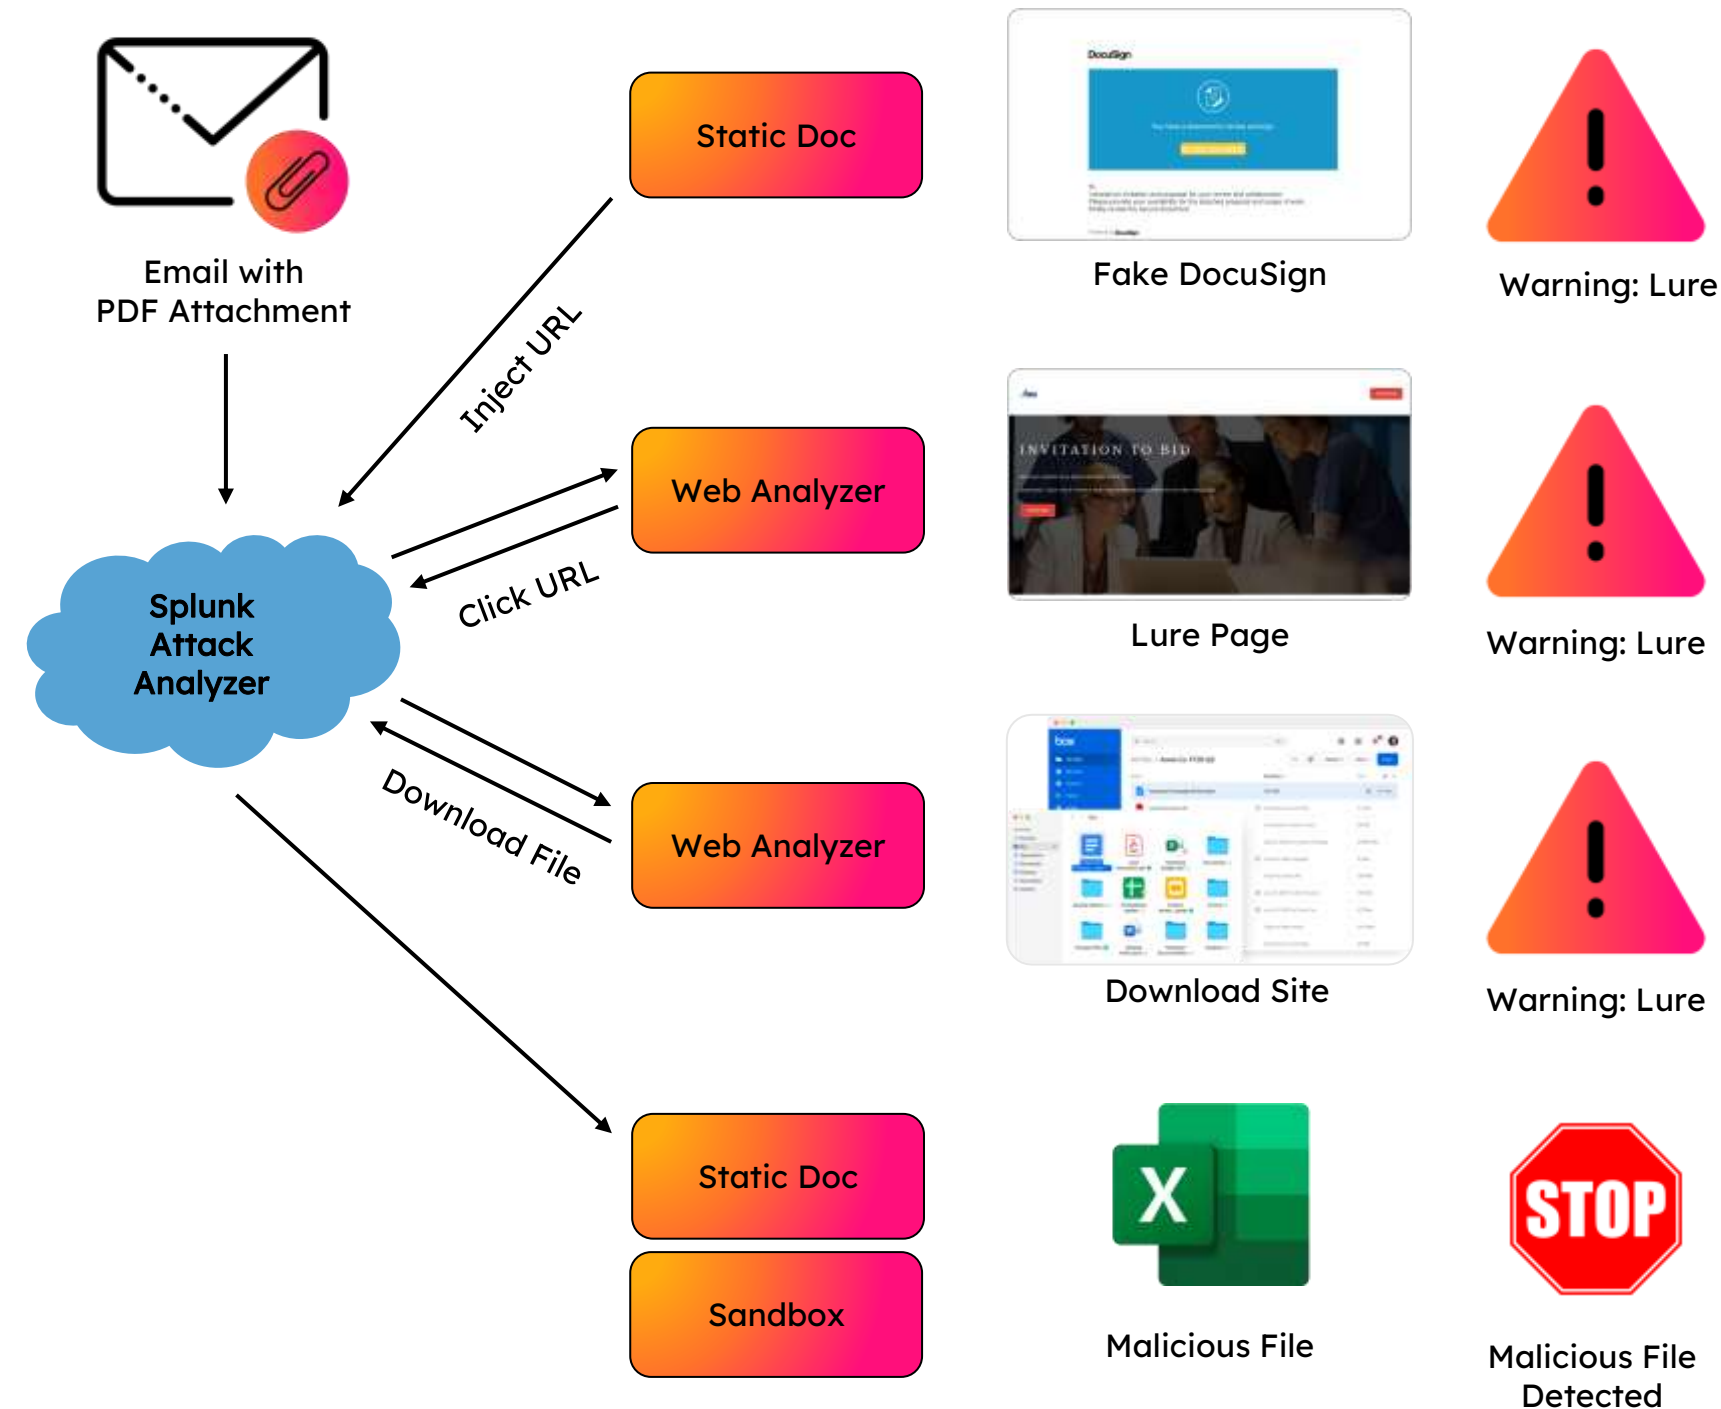 Email with
PDF Attachment
Static Doc
DocuSign
Fake DocuSign
Warning: Lure
Inject URL
Web Analyzer
INVITATION TO BID
Lure Page
Warning: Lure
Click URL
Splunk
Attack
Analyzer
Download File
Web Analyzer
box
Download Site
Warning: Lure
Static Doc
Sandbox
X
Malicious File
STOP
Malicious File
Detected